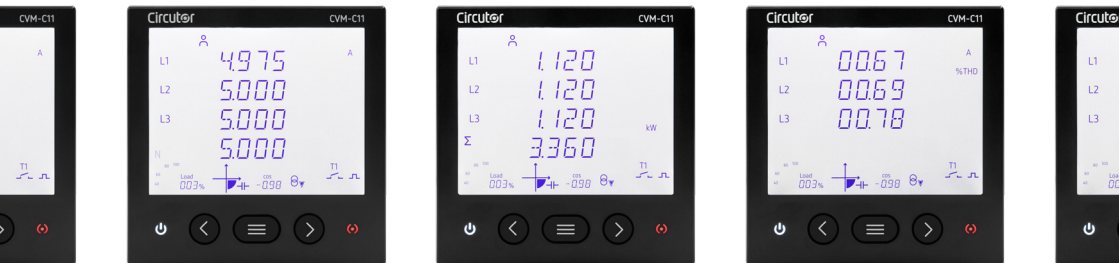 CVM-C11
A
T1
Circutor CVM-C11
A
L1 4.975
L2 5.000
L3 5.000
N 5.000
T1
Load 003% cos -0.98
Circutor CVM-C11
L1 1.120
L2 1.120
L3 1.120
kW
Σ 3.360
T1
Load 003% cos -0.98
Circutor CVM-C11
A
L1 00.67
%THD
L2 00.69
L3 00.78
T1
Load 003% cos -0.98
L1
L2
L3
Load